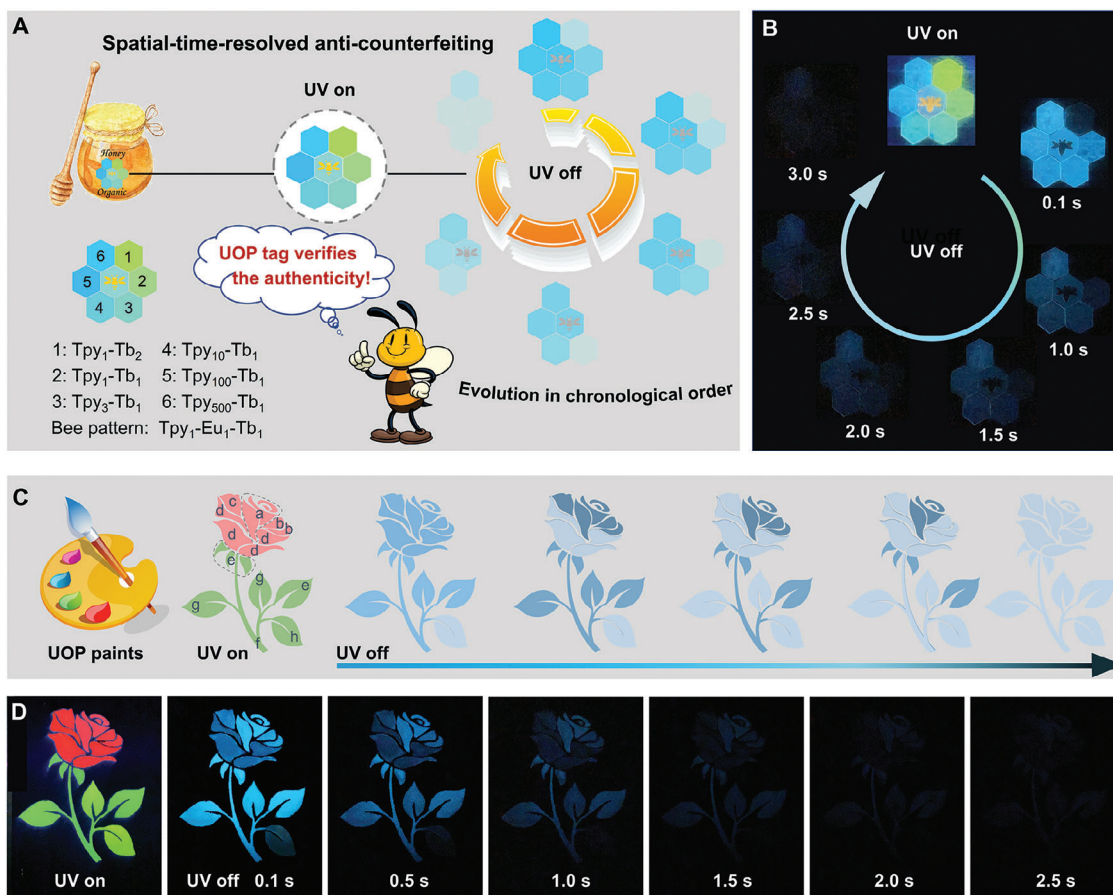 A
Spatial-time-resolved anti-counterfeiting
UV on
Honey
Organic
UV off
UOP tag verifies
the authenticity!
6 1
5 2
4 3
1: Tpy₁-Tb₂ 4: Tpy₁₀-Tb₁
2: Tpy₁-Tb₁ 5: Tpy₁₀₀-Tb₁
3: Tpy₃-Tb₁ 6: Tpy₅₀₀-Tb₁
Bee pattern: Tpy₁-Eu₁-Tb₁
Evolution in chronological order
B
UV on
0.1 s
1.0 s
1.5 s
2.0 s
2.5 s
3.0 s
UV off
UV off
C
UOP paints
c
d
a
b b
d d
d
e
g
e
g
f
h
UV on
UV off
D
UV on
UV off 0.1 s
0.5 s
1.0 s
1.5 s
2.0 s
2.5 s